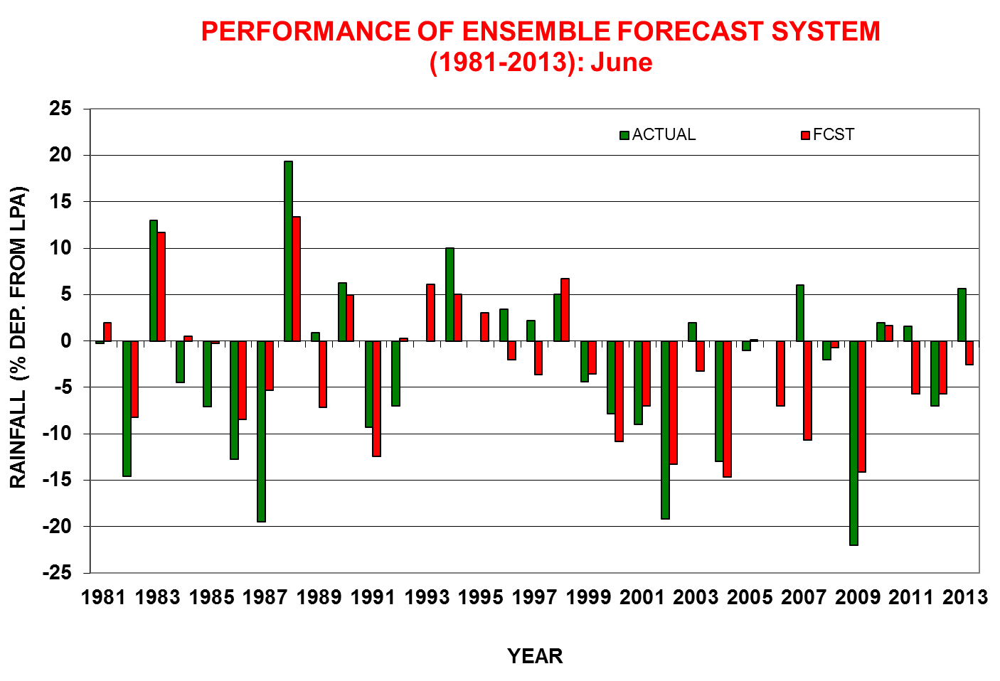 PERFORMANCE OF ENSEMBLE FORECAST SYSTEM
(1981-2013): June
ACTUAL
FCST
RAINFALL (% DEP. FROM LPA)
25
20
15
10
5
0
-5
-10
-15
-20
-25
1981 1983 1985 1987 1989 1991 1993 1995 1997 1999 2001 2003 2005 2007 2009 2011 2013
YEAR